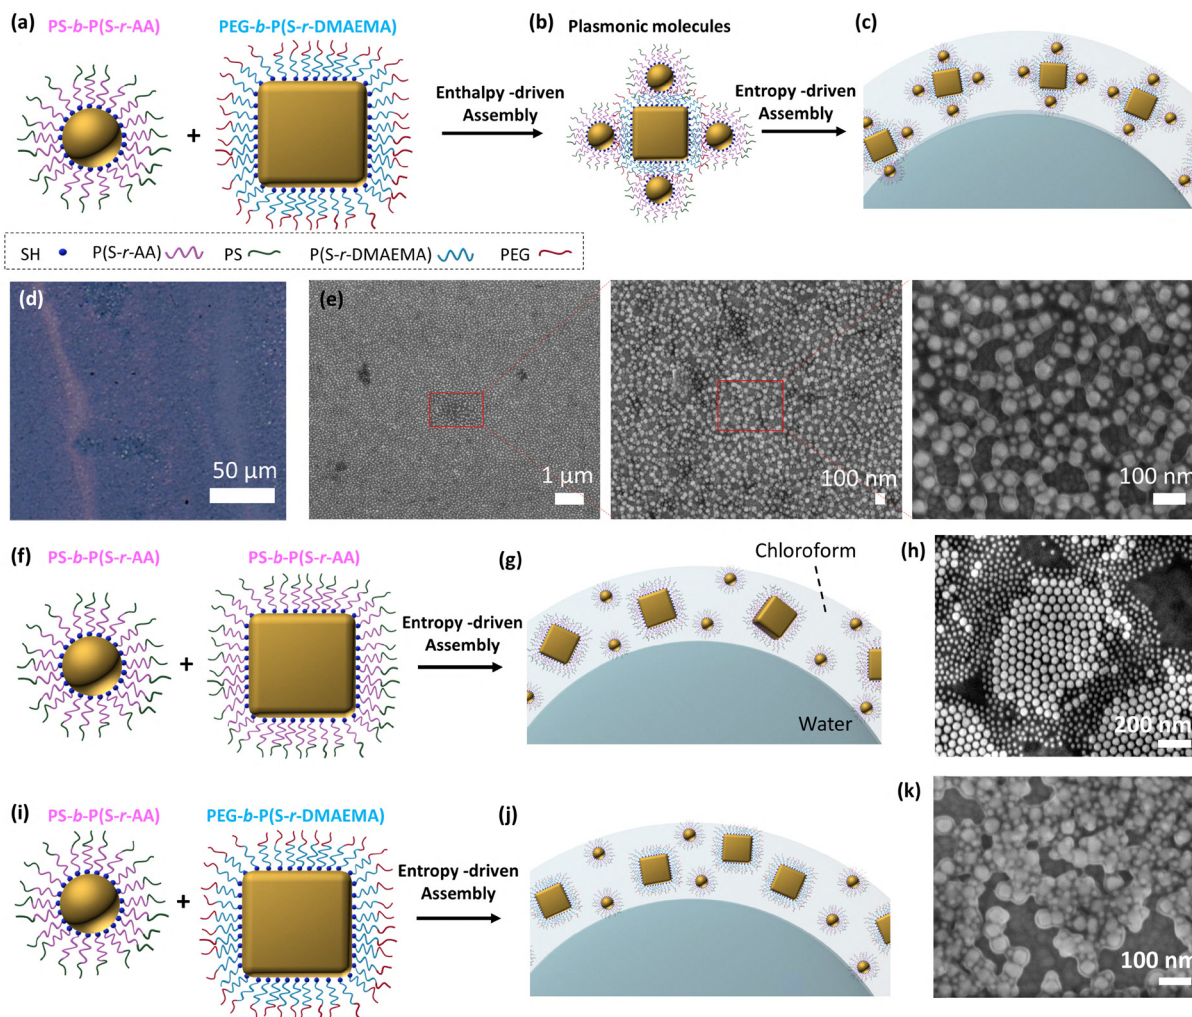 (a) PS-b-P(S-r-AA) PEG-b-P(S-r-DMAEMA) (b) Plasmonic molecules (c)
+
Enthalpy -driven
Assembly
Entropy -driven
Assembly
SH P(S-r-AA) PS P(S-r-DMAEMA) PEG
(d)
50 μm
(e)
1 μm
100 nm
100 nm
(f) PS-b-P(S-r-AA) PS-b-P(S-r-AA) (g)
+
Entropy -driven
Assembly
Chloroform
Water
(h)
200 nm
(i) PS-b-P(S-r-AA) PEG-b-P(S-r-DMAEMA) (j)
+
Entropy -driven
Assembly
(k)
100 nm